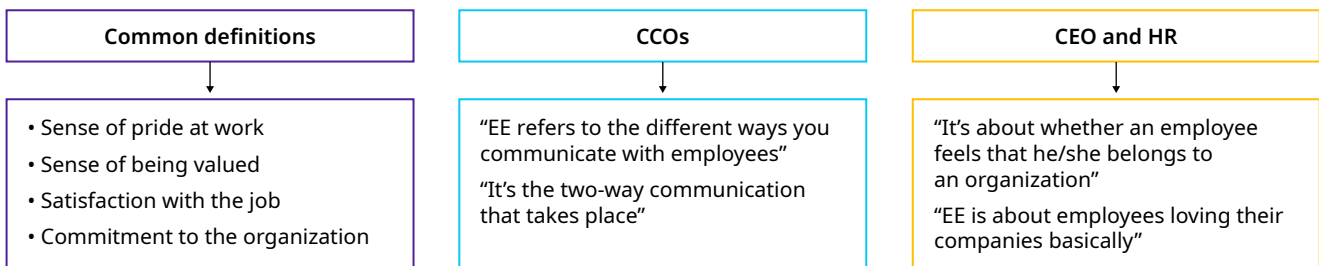 Common definitions
• Sense of pride at work
• Sense of being valued
• Satisfaction with the job
• Commitment to the organization
CCOs
“EE refers to the different ways you
communicate with employees”
“It’s the two-way communication
that takes place”
CEO and HR
“It’s about whether an employee
feels that he/she belongs to
an organization”
“EE is about employees loving their
companies basically”